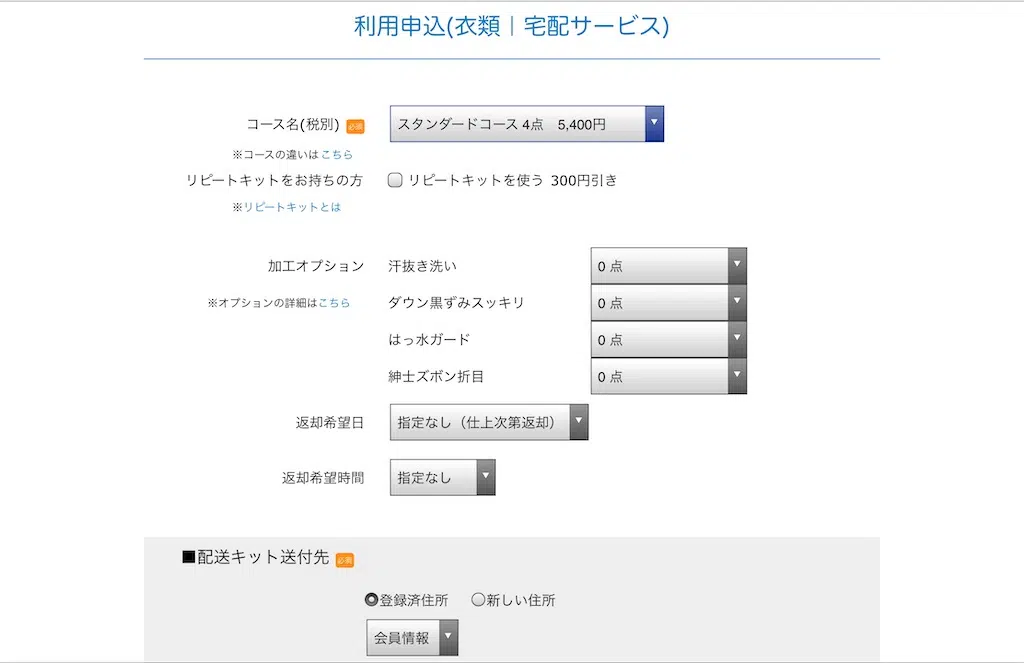 利用申込(衣類｜宅配サービス)
コース名(税別) 必須 スタンダードコース 4点　5,400円
※コースの違いはこちら
リピートキットをお持ちの方 リピートキットを使う 300円引き
※リピートキットとは
加工オプション 汗抜き洗い 0 点
※オプションの詳細はこちら ダウン黒ずみスッキリ 0 点
はっ水ガード 0 点
紳士ズボン折目 0 点
返却希望日 指定なし（仕上次第返却）
返却希望時間 指定なし
■配送キット送付先 必須
登録済住所 新しい住所
会員情報